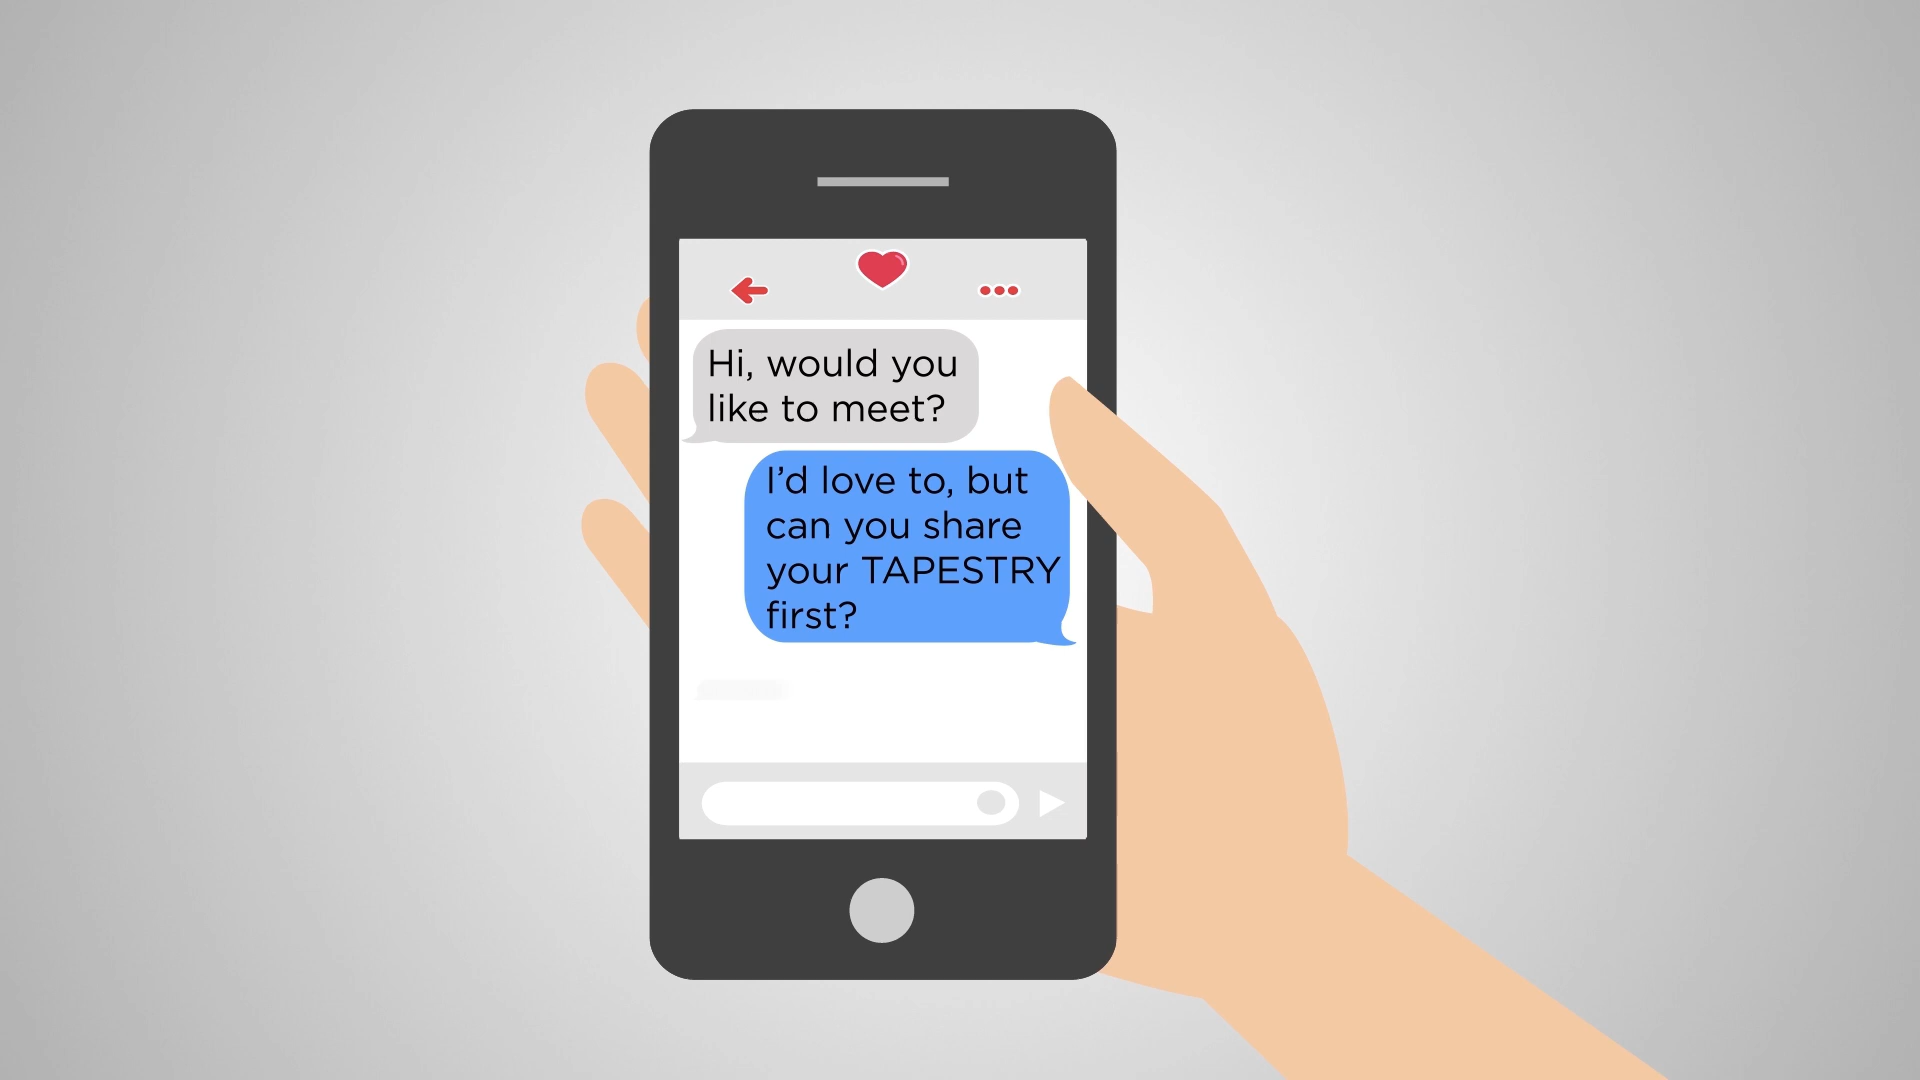 Hi, would you
like to meet?
I’d love to, but
can you share
your TAPESTRY
first?